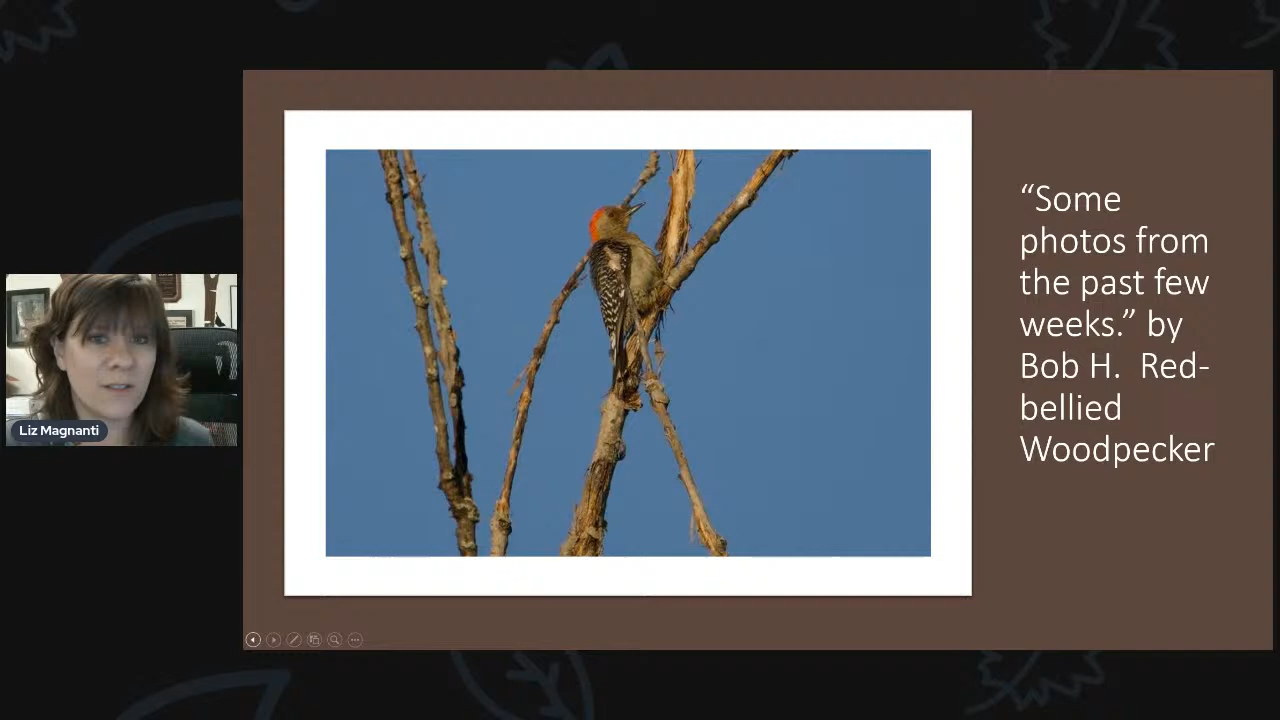 “Some
photos from
the past few
weeks.” by
Bob H.  Red-
bellied
Woodpecker
Liz Magnanti